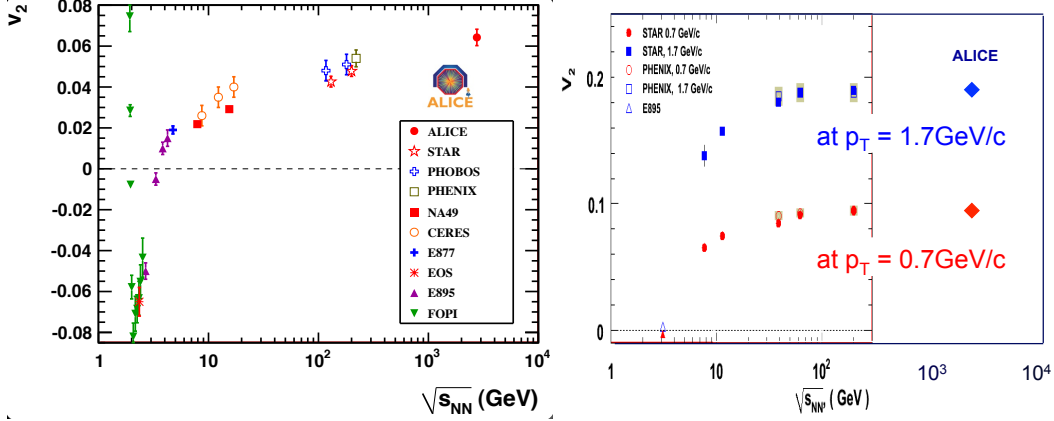 v2
0.08
0.06
0.04
0.02
0
-0.02
-0.04
-0.06
-0.08
ALICE
ALICE
STAR
PHOBOS
PHENIX
NA49
CERES
E877
EOS
E895
FOPI
1
10
10²
10³
10⁴
√sNN (GeV)
V2
0.2
0.1
0
STAR 0.7 GeV/c
STAR, 1.7 GeV/c
PHENIX, 0.7 GeV/c
PHENIX, 1.7 GeV/c
E895
ALICE
at pT = 1.7GeV/c
at pT = 0.7GeV/c
1
10
10²
10³
10⁴
√sNN, (GeV)